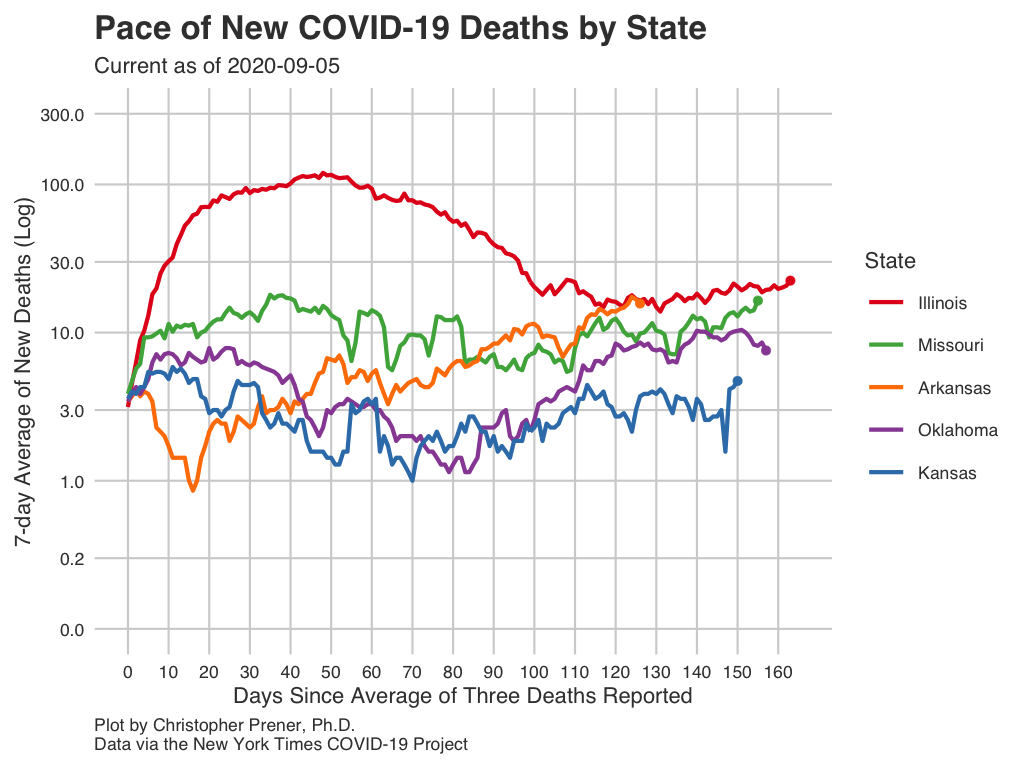 Pace of New COVID-19 Deaths by State
Current as of 2020-09-05
7-day Average of New Deaths (Log)
300.0
100.0
30.0
10.0
3.0
1.0
0.2
0.0
0 10 20 30 40 50 60 70 80 90 100 110 120 130 140 150 160
Days Since Average of Three Deaths Reported
State
Illinois
Missouri
Arkansas
Oklahoma
Kansas
Plot by Christopher Prener, Ph.D.
Data via the New York Times COVID-19 Project